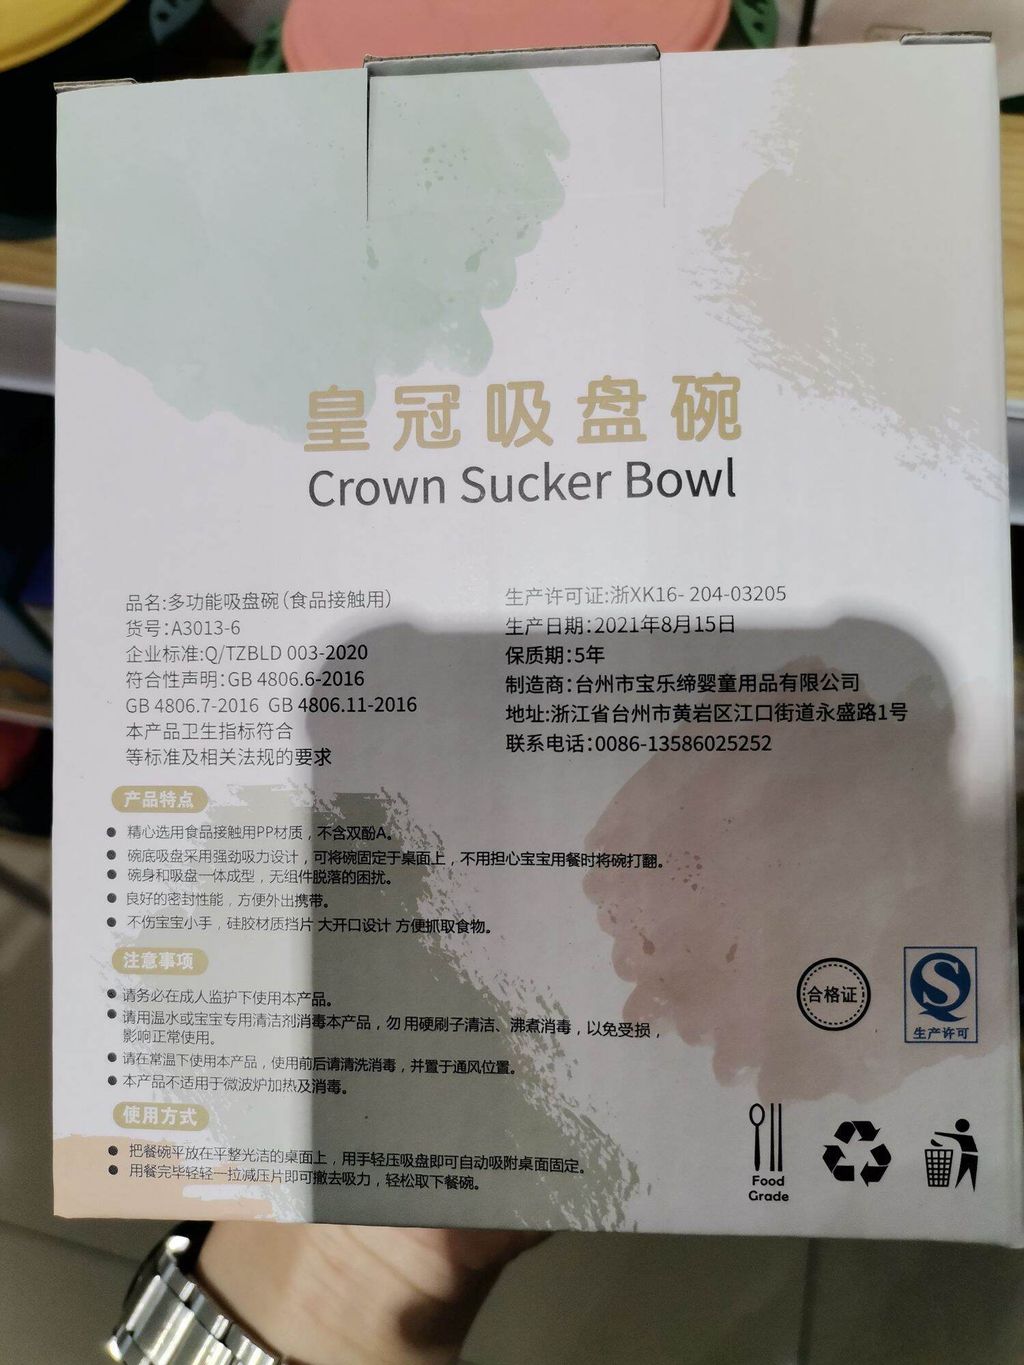 皇冠吸盘碗
Crown Sucker Bowl
品名:多功能吸盘碗(食品接触用)
货号:A3013-6
企业标准:Q/TZBLD 003-2020
符合性声明:GB 4806.6-2016
GB 4806.7-2016 GB 4806.11-2016
本产品卫生指标符合
等标准及相关法规的要求
生产许可证:浙XK16- 204-03205
生产日期:2021年8月15日
保质期:5年
制造商:台州市宝乐缔婴童用品有限公司
地址:浙江省台州市黄岩区江口街道永盛路1号
联系电话:0086-13586025252
产品特点
● 精心选用食品接触用PP材质，不含双酚A。
● 碗底吸盘采用强劲吸力设计，可将碗固定于桌面上，不用担心宝宝用餐时将碗打翻。
● 碗身和吸盘一体成型，无组件脱落的困扰。
● 良好的密封性能，方便外出携带。
● 不伤宝宝小手，硅胶材质挡片 大开口设计 方便抓取食物。
注意事项
● 请务必在成人监护下使用本产品。
● 请用温水或宝宝专用清洁剂消毒本产品，勿用硬刷子清洁、沸煮消毒，以免受损，
影响正常使用。
● 请在常温下使用本产品，使用前后请清洗消毒，并置于通风位置。
● 本产品不适用于微波炉加热及消毒。
使用方式
● 把餐碗平放在平整光洁的桌面上，用手轻压吸盘即可自动吸附桌面固定。
● 用餐完毕轻轻一拉减压片即可撤去吸力，轻松取下餐碗。
合格证
生产许可
Food
Grade